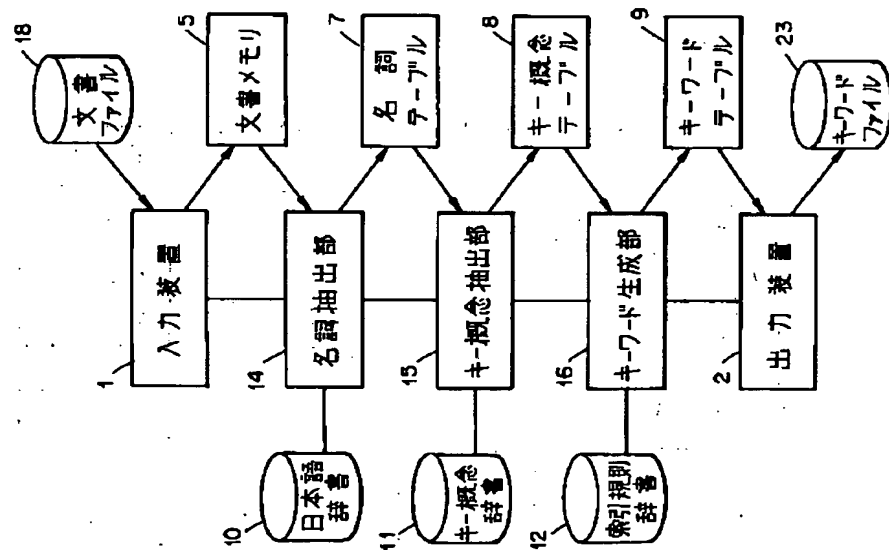 18
文書
ファイル
5
文書メモリ
7
名詞
テーブル
8
キー概念
テーブル
9
キーワード
テーブル
23
キーワード
ファイル
1
入力装置
14
名詞抽出部
15
キー概念抽出部
16
キーワード生成部
2
出力装置
10
日本語
辞書
11
キー概念
辞書
12
索引規則
辞書